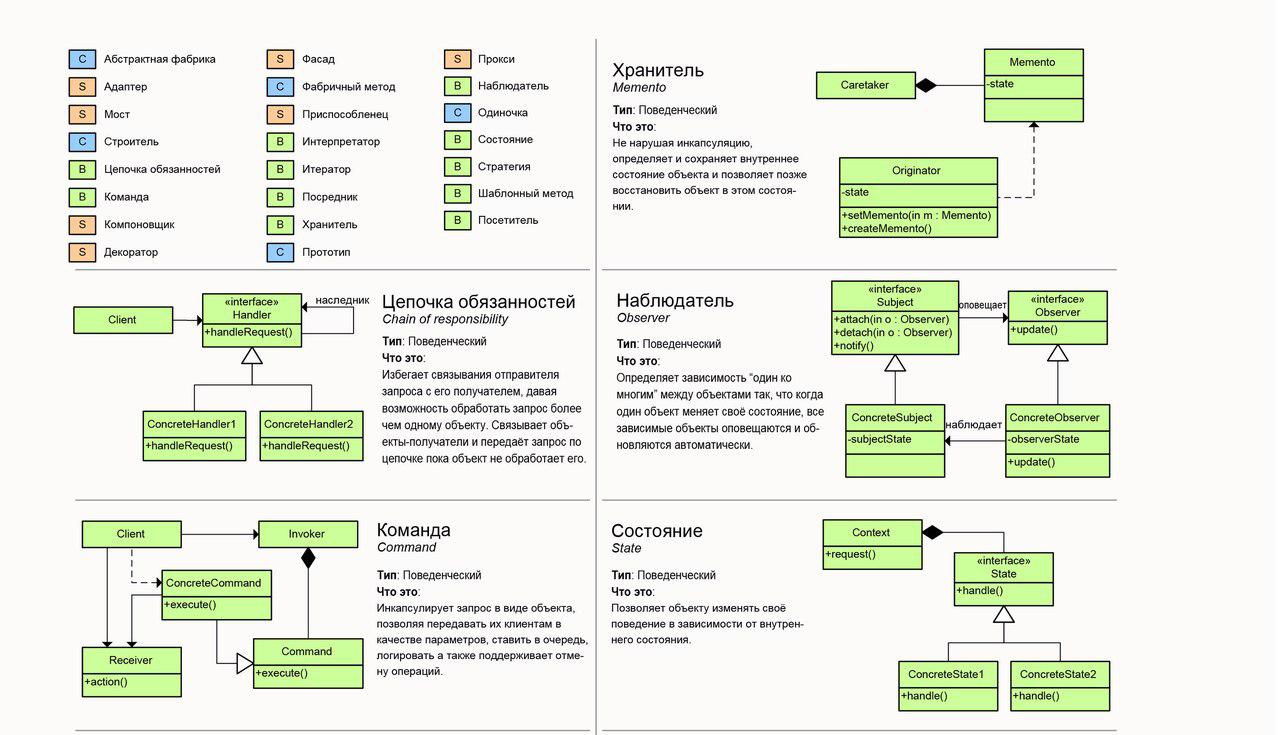 C Абстрактная фабрика
S Адаптер
S Мост
C Строитель
B Цепочка обязанностей
B Команда
S Компоновщик
S Декоратор
S Фасад
C Фабричный метод
S Приспособленец
B Интерпретатор
B Итератор
B Посредник
B Хранитель
C Прототип
S Прокси
B Наблюдатель
C Одиночка
B Состояние
B Стратегия
B Шаблонный метод
B Посетитель
Хранитель
Memento
Тип: Поведенческий
Что это:
Не нарушая инкапсуляцию,
определяет и сохраняет внутреннее
состояние объекта и позволяет позже
восстановить объект в этом состоя-
нии.
Caretaker
Memento
-state
Originator
-state
+setMemento(in m : Memento)
+createMemento()
Client
«interface»
Handler
+handleRequest()
наследник
ConcreteHandler1
+handleRequest()
ConcreteHandler2
+handleRequest()
Цепочка обязанностей
Chain of responsibility
Тип: Поведенческий
Что это:
Избегает связывания отправителя
запроса с его получателем, давая
возможность обработать запрос более
чем одному объекту. Связывает объ-
екты-получатели и передаёт запрос по
цепочке пока объект не обработает его.
Наблюдатель
Observer
Тип: Поведенческий
Что это:
Определяет зависимость "один ко
многим" между объектами так, что когда
один объект меняет своё состояние, все
зависимые объекты оповещаются и об-
новляются автоматически.
«interface»
Subject
+attach(in o : Observer)
+detach(in o : Observer)
+notify()
оповещает
«interface»
Observer
+update()
ConcreteSubject
-subjectState
наблюдает
ConcreteObserver
-observerState
+update()
Client
Invoker
ConcreteCommand
+execute()
Receiver
+action()
Command
+execute()
Команда
Command
Тип: Поведенческий
Что это:
Инкапсулирует запрос в виде объекта,
позволяя передавать их клиентам в
качестве параметров, ставить в очередь,
логировать а также поддерживает отме-
ну операций.
Состояние
State
Тип: Поведенческий
Что это:
Позволяет объекту изменять своё
поведение в зависимости от внутрен-
него состояния.
Context
+request()
«interface»
State
+handle()
ConcreteState1
+handle()
ConcreteState2
+handle()